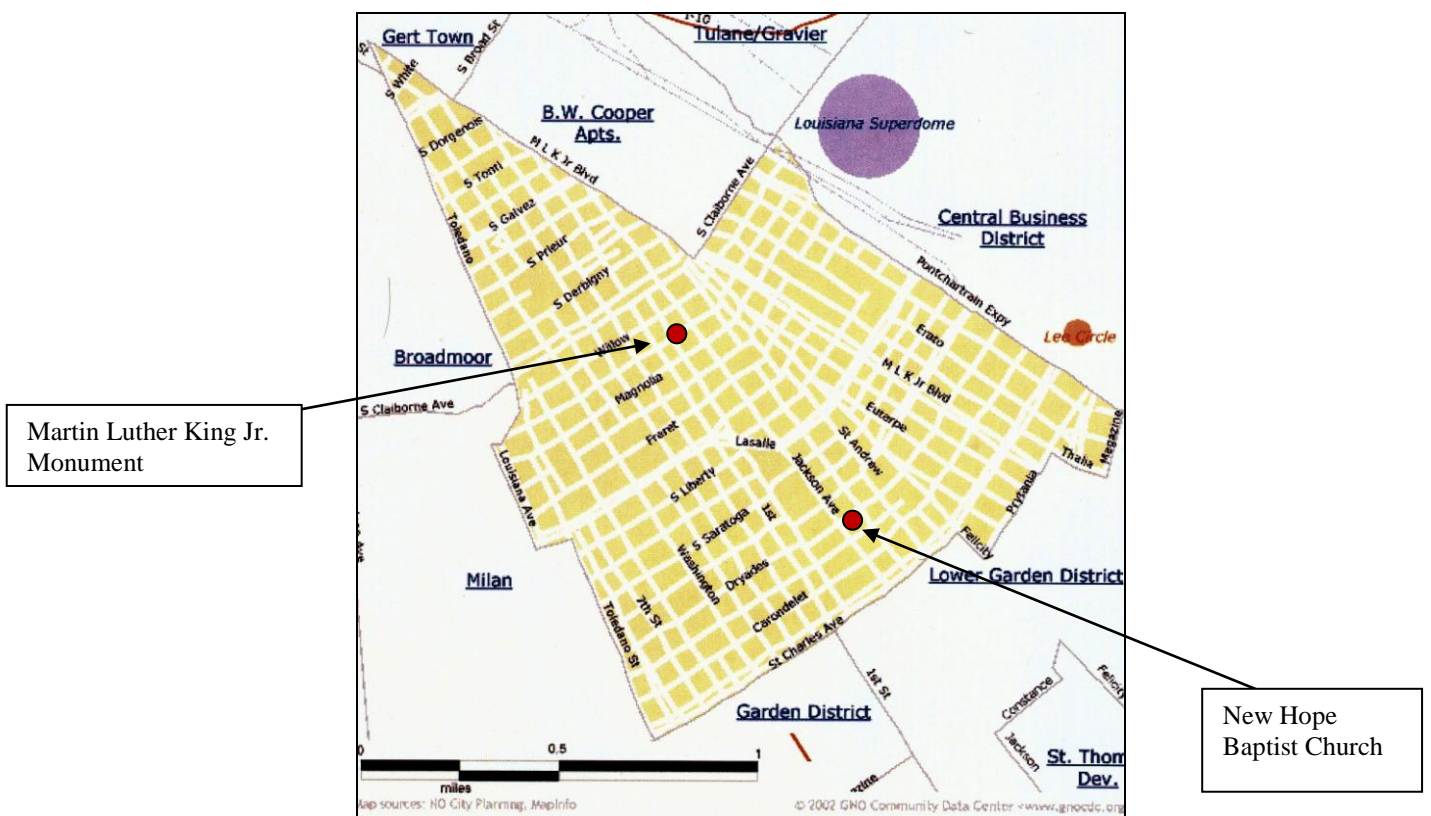 I-10
Gert Town
S Broad St
Tulane/Gravier
S White
B.W. Cooper
Apts.
Louisiana Superdome
S Dorgenois
M L K Jr Blvd
S Tonti
S Claiborne Ave
S Galvez
Toledano
Central Business
District
S Prieur
S Derbigny
Pontchartrain Expy
Erato
Lee Circle
Willow
Broadmoor
M L K Jr Blvd
Magnolia
S Claiborne Ave
Euterpe
Martin Luther King Jr.
Monument
Magazine
Freret
Lasalle
St Andrew
Thalia
Louisiana Ave
Jackson Ave
S Liberty
Prytania
1st
S Saratoga
Felicity
Washington
Milan
Dryades
Lower Garden District
7th St
Carondelet
Toledano St
St Charles Ave
1st St
Felicity
Constance
Garden District
New Hope
Baptist Church
Jackson
St. Thom
Dev.
0 0.5 1
miles
azine
Map sources: NO City Planning, MapInfo
© 2002 GNO Community Data Center <www.gnocdc.org